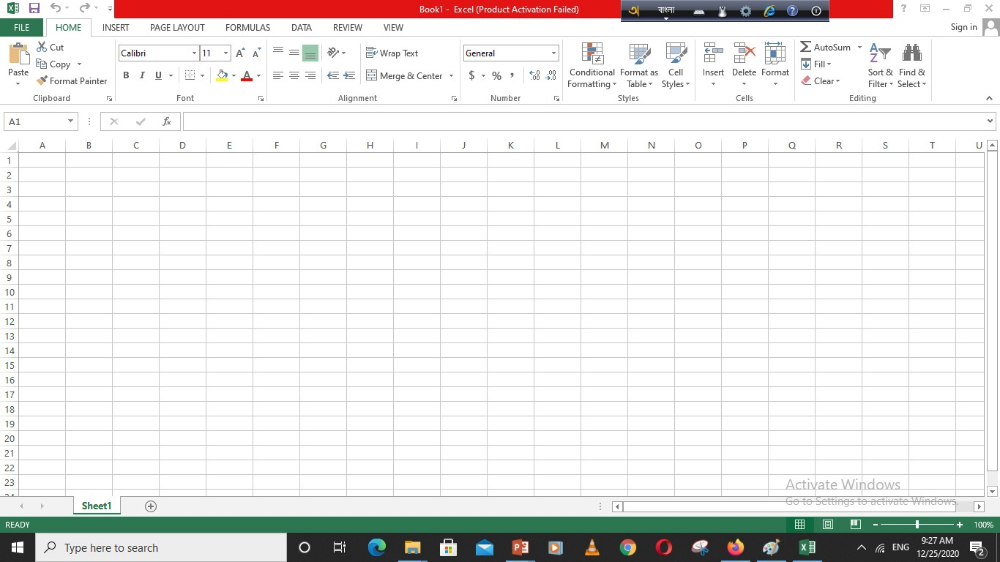 Book1 - Excel (Product Activation Failed)
বাংলা
FILE HOME INSERT PAGE LAYOUT FORMULAS DATA REVIEW VIEW Sign in
Paste Cut Copy Format Painter
Clipboard
Calibri 11
B I U A
Font
Wrap Text
Merge & Center
Alignment
General
$ % ,
Number
Conditional Formatting Format as Table Cell Styles
Styles
Insert Delete Format
Cells
AutoSum
Fill
Clear
Sort & Filter Find & Select
Editing
A1 fx
A B C D E F G H I J K L M N O P Q R S T U
1
2
3
4
5
6
7
8
9
10
11
12
13
14
15
16
17
18
19
20
21
22
23
24
Activate Windows
Go to Settings to activate Windows.
Sheet1
READY 100%
Type here to search
ENG
9:27 AM
12/25/2020
2